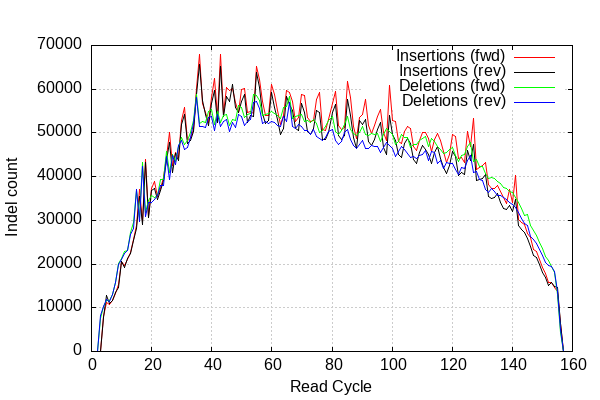 70000
60000
50000
40000
30000
20000
10000
0
Indel count
Insertions (fwd)
Insertions (rev)
Deletions (fwd)
Deletions (rev)
0 20 40 60 80 100 120 140 160
Read Cycle